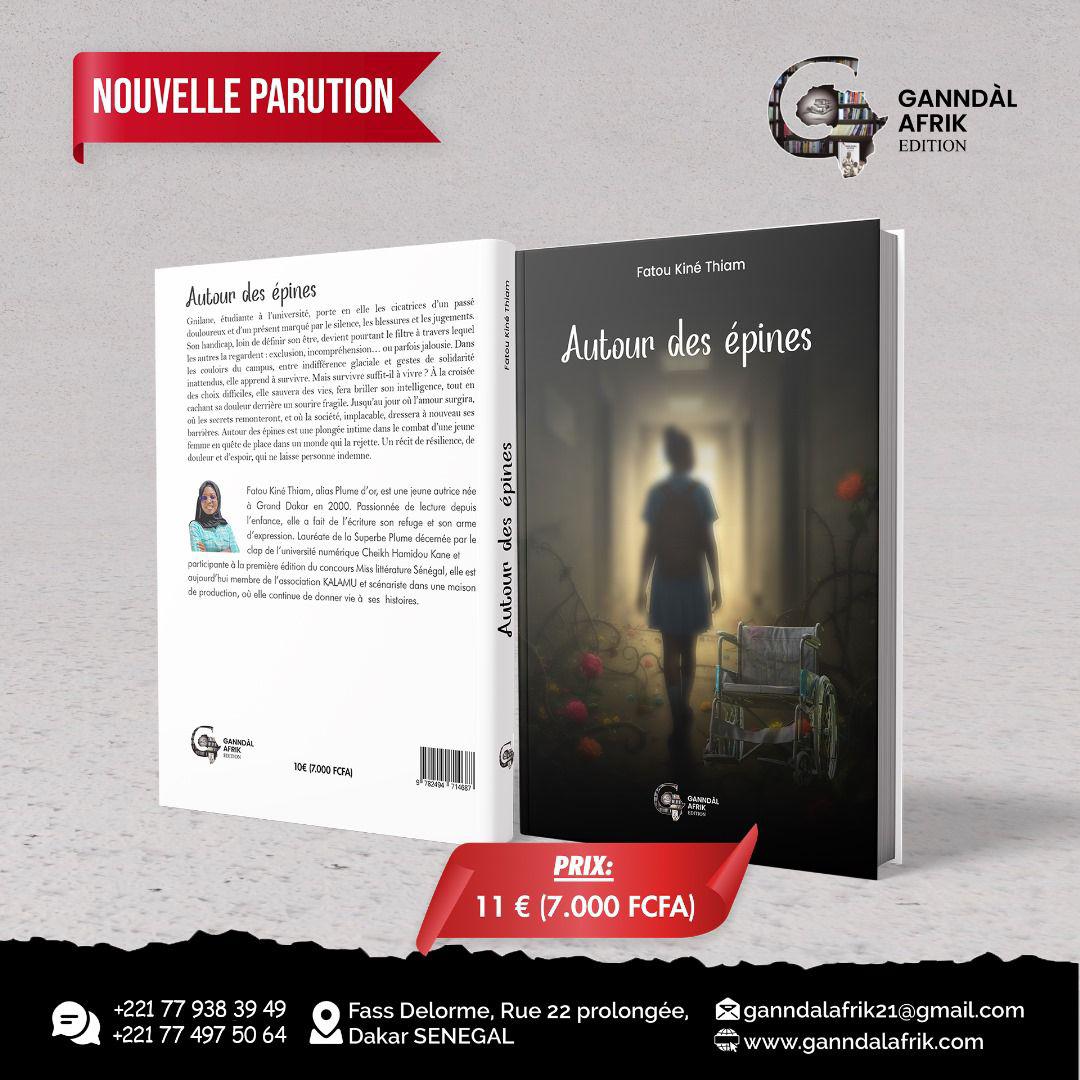 NOUVELLE PARUTION
GANNDÀL
AFRIK
EDITION
Autour des épines
Gnilane, étudiante à l'université, porte en elle les cicatrices d'un passé
douloureux et d'un présent marqué par le silence, les blessures et les jugements.
Son handicap, loin de définir son être, devient pourtant le filtre à travers lequel
les autres la regardent : exclusion, incompréhension… ou parfois jalousie. Dans
les couloirs du campus, entre indifférence glaciale et gestes de solidarité
inattendus, elle apprend à survivre. Mais survivre suffit-il à vivre ? À la croisée
des choix difficiles, elle sauvera des vies, fera briller son intelligence, tout en
cachant sa douleur derrière un sourire fragile. Jusqu'au jour où l'amour surgira,
où les secrets remonteront, et où la société, implacable, dressera à nouveau ses
barrières. Autour des épines est une plongée intime dans le combat d'une jeune
femme en quête de place dans un monde qui la rejette. Un récit de résilience, de
douleur et d'espoir, qui ne laisse personne indemne.
Fatou Kiné Thiam, alias Plume d'or, est une jeune autrice née
à Grand Dakar en 2000. Passionnée de lecture depuis
l'enfance, elle a fait de l'écriture son refuge et son arme
d'expression. Lauréate de la Superbe Plume décernée par le
clap de l'université numérique Cheikh Hamidou Kane et
participante à la première édition du concours Miss littérature Sénégal, elle est
aujourd'hui membre de l'association KALAMU et scénariste dans une maison
de production, où elle continue de donner vie à ses histoires.
GANNDÀL
AFRIK
EDITION
10€ (7.000 FCFA)
9 782494 714687
Fatou Kiné Thiam
Autour des épines
Fatou Kiné Thiam
Autour des épines
GANNDÀL
AFRIK
EDITION
PRIX:
11 € (7.000 FCFA)
+221 77 938 39 49
+221 77 497 50 64
Fass Delorme, Rue 22 prolongée,
Dakar SENEGAL
ganndalafrik21@gmail.com
www.ganndalafrik.com